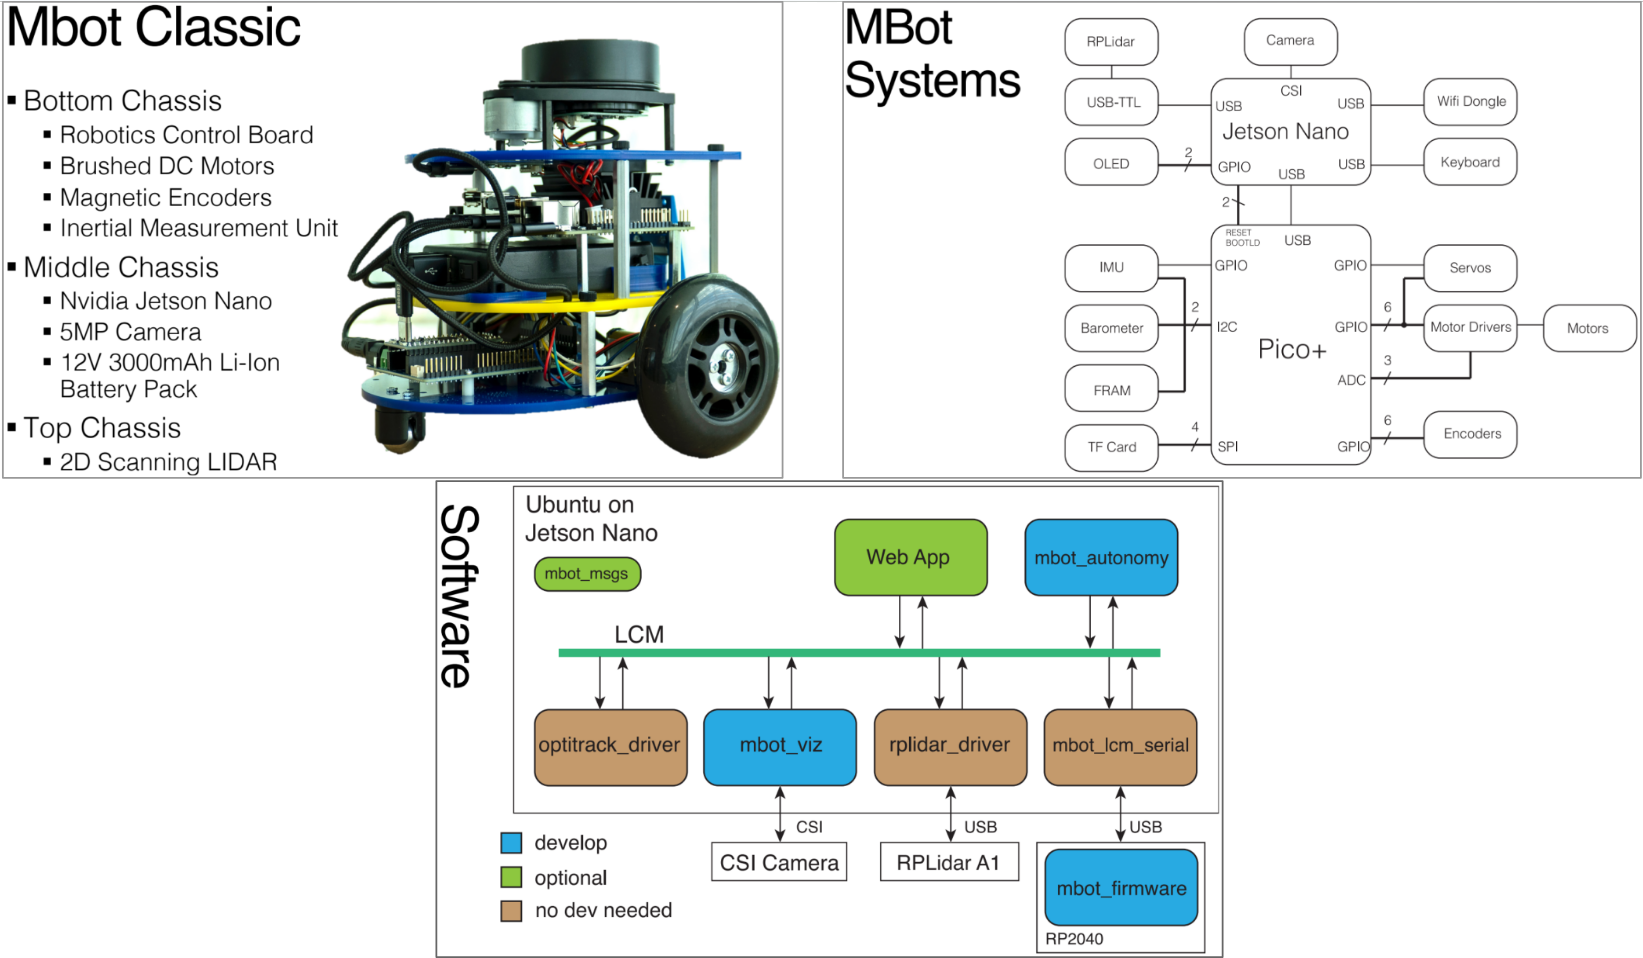 Mbot Classic
▪ Bottom Chassis
▪ Robotics Control Board
▪ Brushed DC Motors
▪ Magnetic Encoders
▪ Inertial Measurement Unit
▪ Middle Chassis
▪ Nvidia Jetson Nano
▪ 5MP Camera
▪ 12V 3000mAh Li-Ion
Battery Pack
▪ Top Chassis
▪ 2D Scanning LIDAR
MBot
Systems
RPLidar
Camera
USB-TTL
USB
CSI
USB
Wifi Dongle
Jetson Nano
OLED
2
GPIO
USB
USB
Keyboard
2
RESET
BOOTLD
USB
IMU
GPIO
GPIO
Servos
Barometer
2
I2C
GPIO
6
Motor Drivers
Motors
Pico+
FRAM
ADC
3
TF Card
4
SPI
GPIO
6
Encoders
Software
Ubuntu on
Jetson Nano
mbot_msgs
Web App
mbot_autonomy
LCM
optitrack_driver
mbot_viz
rplidar_driver
mbot_lcm_serial
CSI
USB
USB
develop
optional
no dev needed
CSI Camera
RPLidar A1
mbot_firmware
RP2040